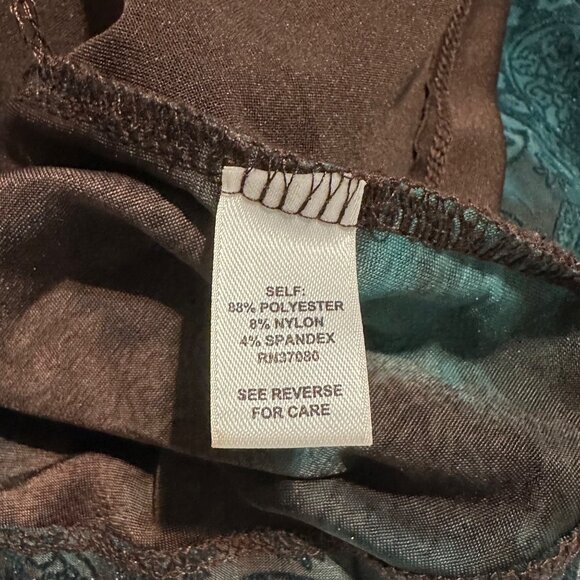 SELF:
88% POLYESTER
8% NYLON
4% SPANDEX
RN37080
SEE REVERSE
FOR CARE